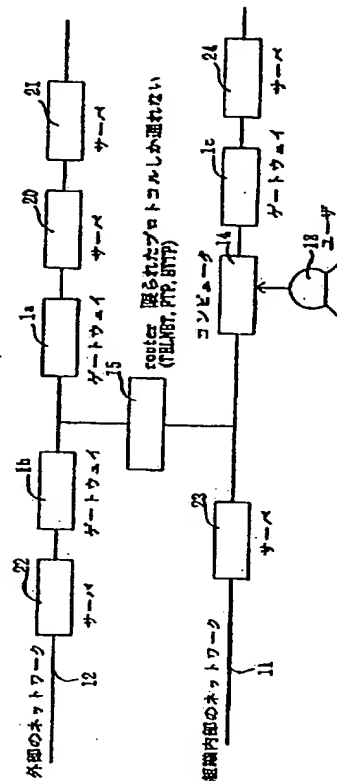 外部のネットワーク
12
22
サーバ
1b
ゲートウェイ
1a
ゲートウェイ
20
サーバ
21
サーバ
15
router 限られたプロトコルしか通れない
(TELNET, FTP, HTTP)
組織内部のネットワーク
11
23
サーバ
コンピュータ
14
18
ユーザ
1c
ゲートウェイ
24
サーバ